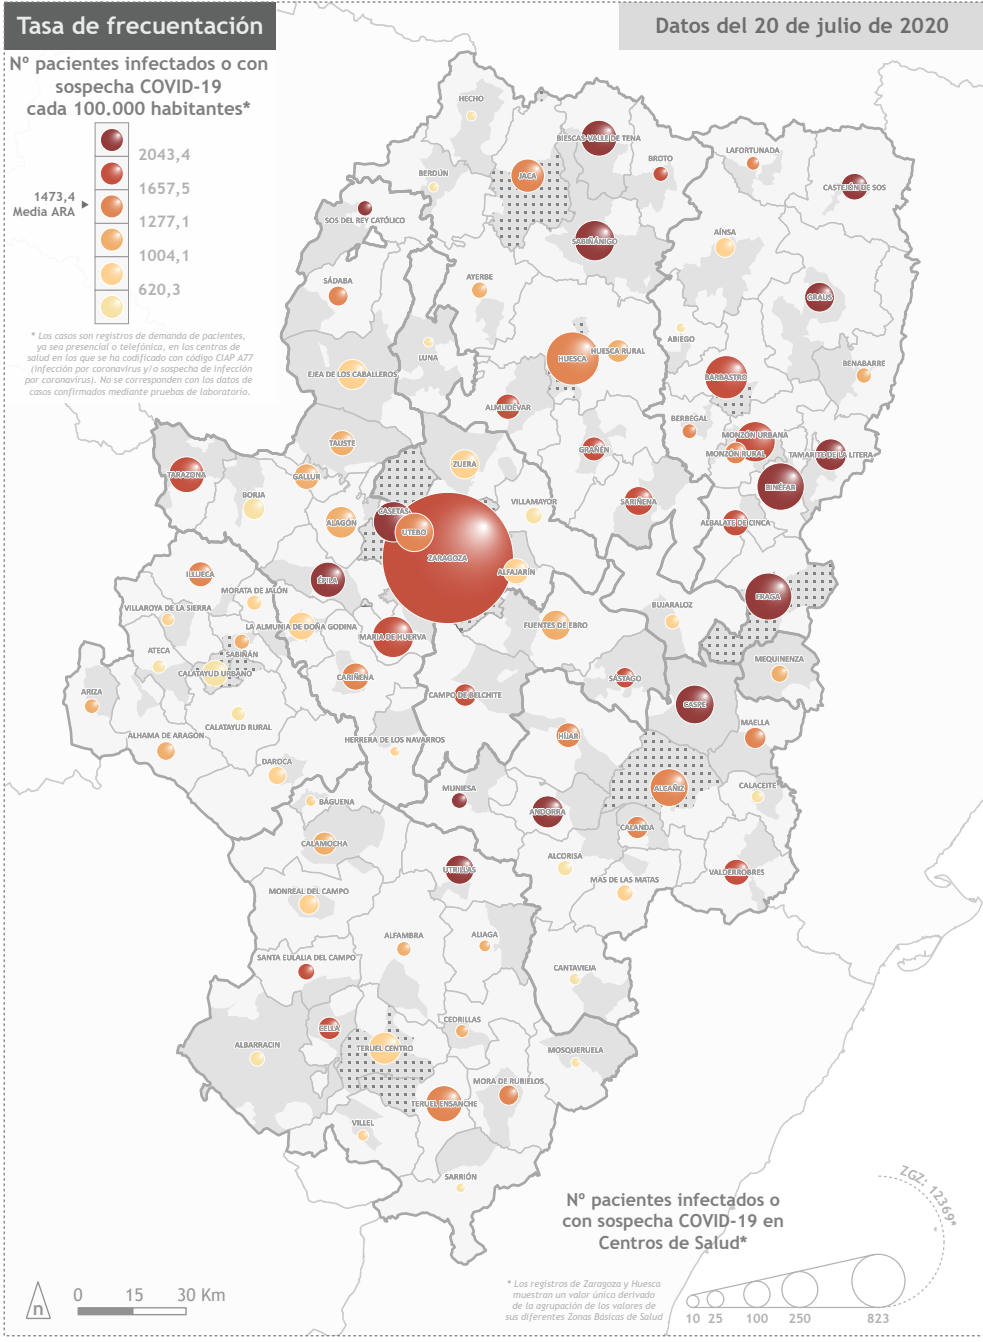 Tasa de frecuentación
Datos del 20 de julio de 2020
Nº pacientes infectados o con
sospecha COVID-19
cada 100.000 habitantes*
2043,4
1657,5
1473,4
Media ARA
1277,1
1004,1
620,3
* Los casos son registros de demanda de pacientes,
ya sea presencial o telefónica, en los centros de
salud en los que se ha codificado con código CIAP A77
(infección por coronavirus y/o sospecha de infección
por coronavirus). No se corresponden con los datos de
casos confirmados mediante pruebas de laboratorio.
HECHO
BIESCAS-VALLE DE TENA
LAFORTUNADA
BROTO
BERDÚN
JACA
CASTEJÓN DE SOS
SOS DEL REY CATÓLICO
SABIÑÁNIGO
AÍNSA
SÁDABA
AYERBE
GRAUS
ABIEGO
LUNA
HUESCA
HUESCA RURAL
BENABARRE
EJEA DE LOS CABALLEROS
BARBASTRO
ALMUDÉVAR
BERBEGAL
MONZÓN URBANA
TAUSTE
GRAÑÉN
MONZÓN RURAL
TAMARITE DE LA LITERA
TARAZONA
GALLUR
ZUERA
BINÉFAR
BORJA
VILLAMAYOR
SARIÑENA
CASETAS
ALAGÓN
UTEBO
ALBALATE DE CINCA
ZARAGOZA
ILLUECA
ÉPILA
ALFAJARÍN
MORATA DE JALÓN
FRAGA
VILLAROYA DE LA SIERRA
BUJARALOZ
LA ALMUNIA DE DOÑA GODINA
FUENTES DE EBRO
MARIA DE HUERVA
ATECA
SABIÑÁN
MEQUINENZA
CALATAYUD URBANO
CARIÑENA
SÁSTAGO
ARIZA
CAMPO DE BELCHITE
CASPE
CALATAYUD RURAL
MAELLA
ALHAMA DE ARAGÓN
HERRERA DE LOS NAVARROS
HÍJAR
DAROCA
MUNIESA
ALCAÑIZ
CALACEITE
BÁGUENA
ANDORRA
CALANDA
CALAMOCHA
ALCORISA
UTRILLAS
VALDERROBRES
MAS DE LAS MATAS
MONREAL DEL CAMPO
ALFAMBRA
ALIAGA
SANTA EULALIA DEL CAMPO
CANTAVIEJA
CEDRILLAS
CELLA
ALBARRACIN
TERUEL CENTRO
MOSQUERUELA
MORA DE RUBIELOS
TERUEL ENSANCHE
VILLEL
SARRIÓN
Nº pacientes infectados o
con sospecha COVID-19 en
Centros de Salud*
ZGZ: 12369*
* Los registros de Zaragoza y Huesca
muestran un valor único derivado
de la agrupación de los valores de
sus diferentes Zonas Básicas de Salud
10 25 100 250 823
n
0 15 30 Km